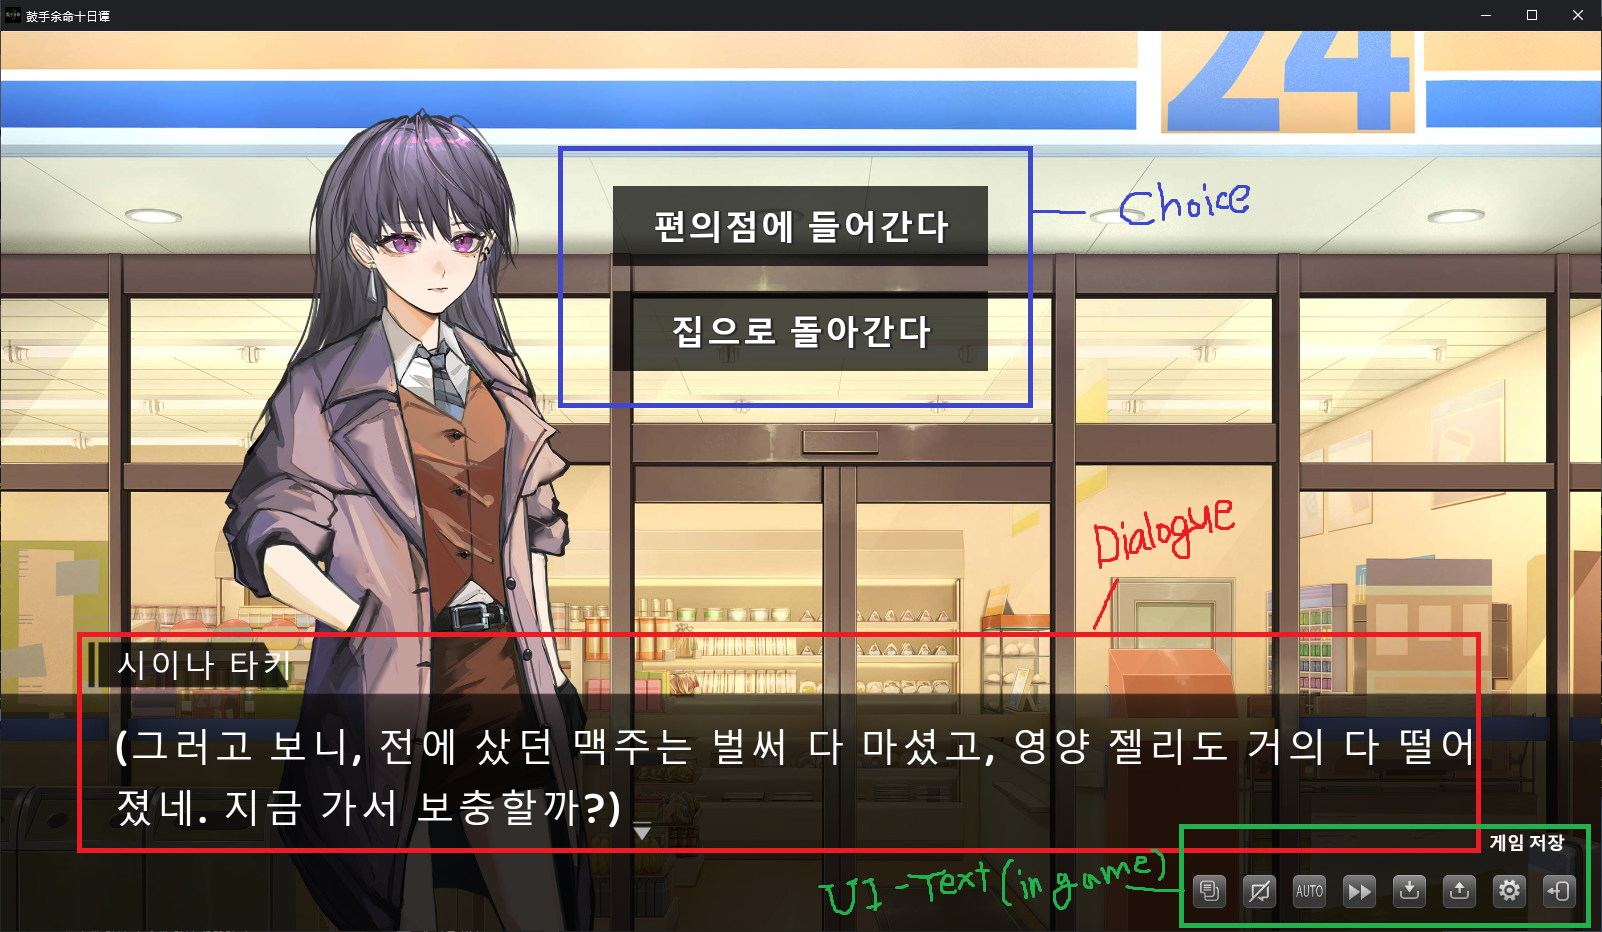 鼓手余命十日谭
24
편의점에 들어간다
Choice
집으로 돌아간다
Dialogue
시이나 타키
(그러고 보니, 전에 샀던 맥주는 벌써 다 마셨고, 영양 젤리도 거의 다 떨어
졌네. 지금 가서 보충할까?)
게임 저장
UI-Text(in game)
AUTO